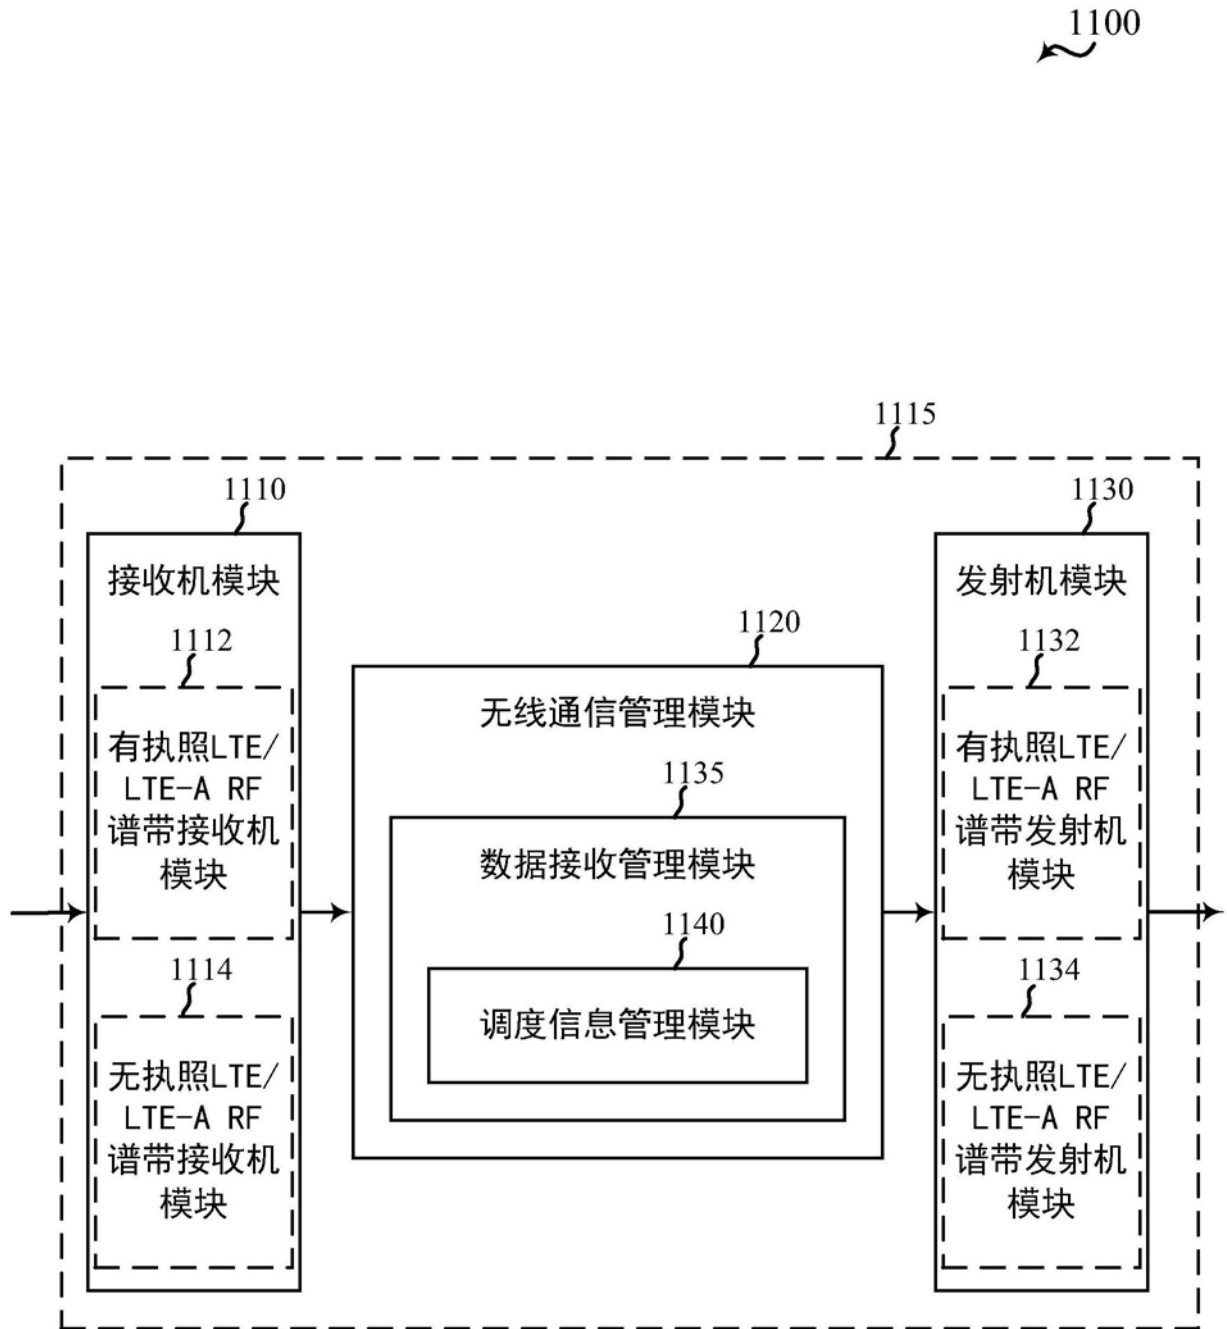 1100
1115
1110
接收机模块
1112
有执照LTE/
LTE-A RF
谱带接收机
模块
1114
无执照LTE/
LTE-A RF
谱带接收机
模块
1120
无线通信管理模块
1135
数据接收管理模块
1140
调度信息管理模块
1130
发射机模块
1132
有执照LTE/
LTE-A RF
谱带发射机
模块
1134
无执照LTE/
LTE-A RF
谱带发射机
模块